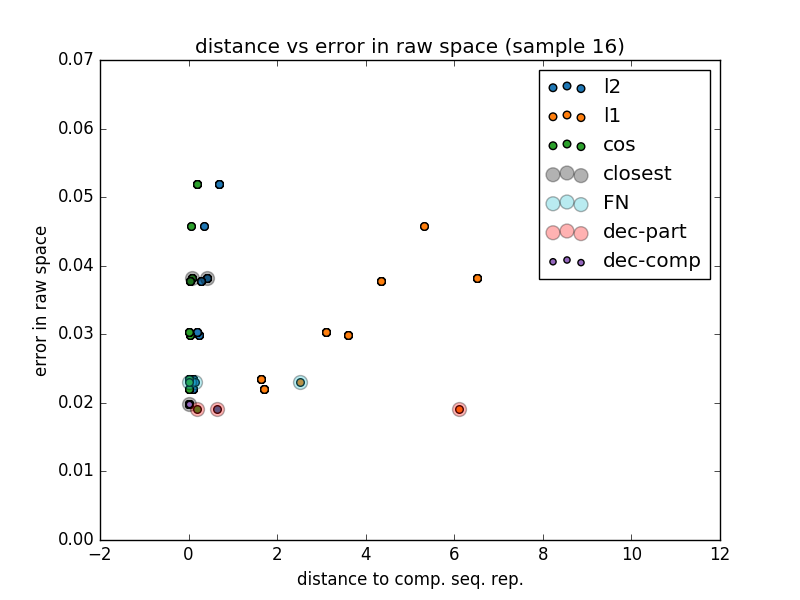 distance vs error in raw space (sample 16)
0.07
0.06
0.05
0.04
0.03
0.02
0.01
0.00
error in raw space
l2
l1
cos
closest
FN
dec-part
dec-comp
−2 0 2 4 6 8 10 12
distance to comp. seq. rep.